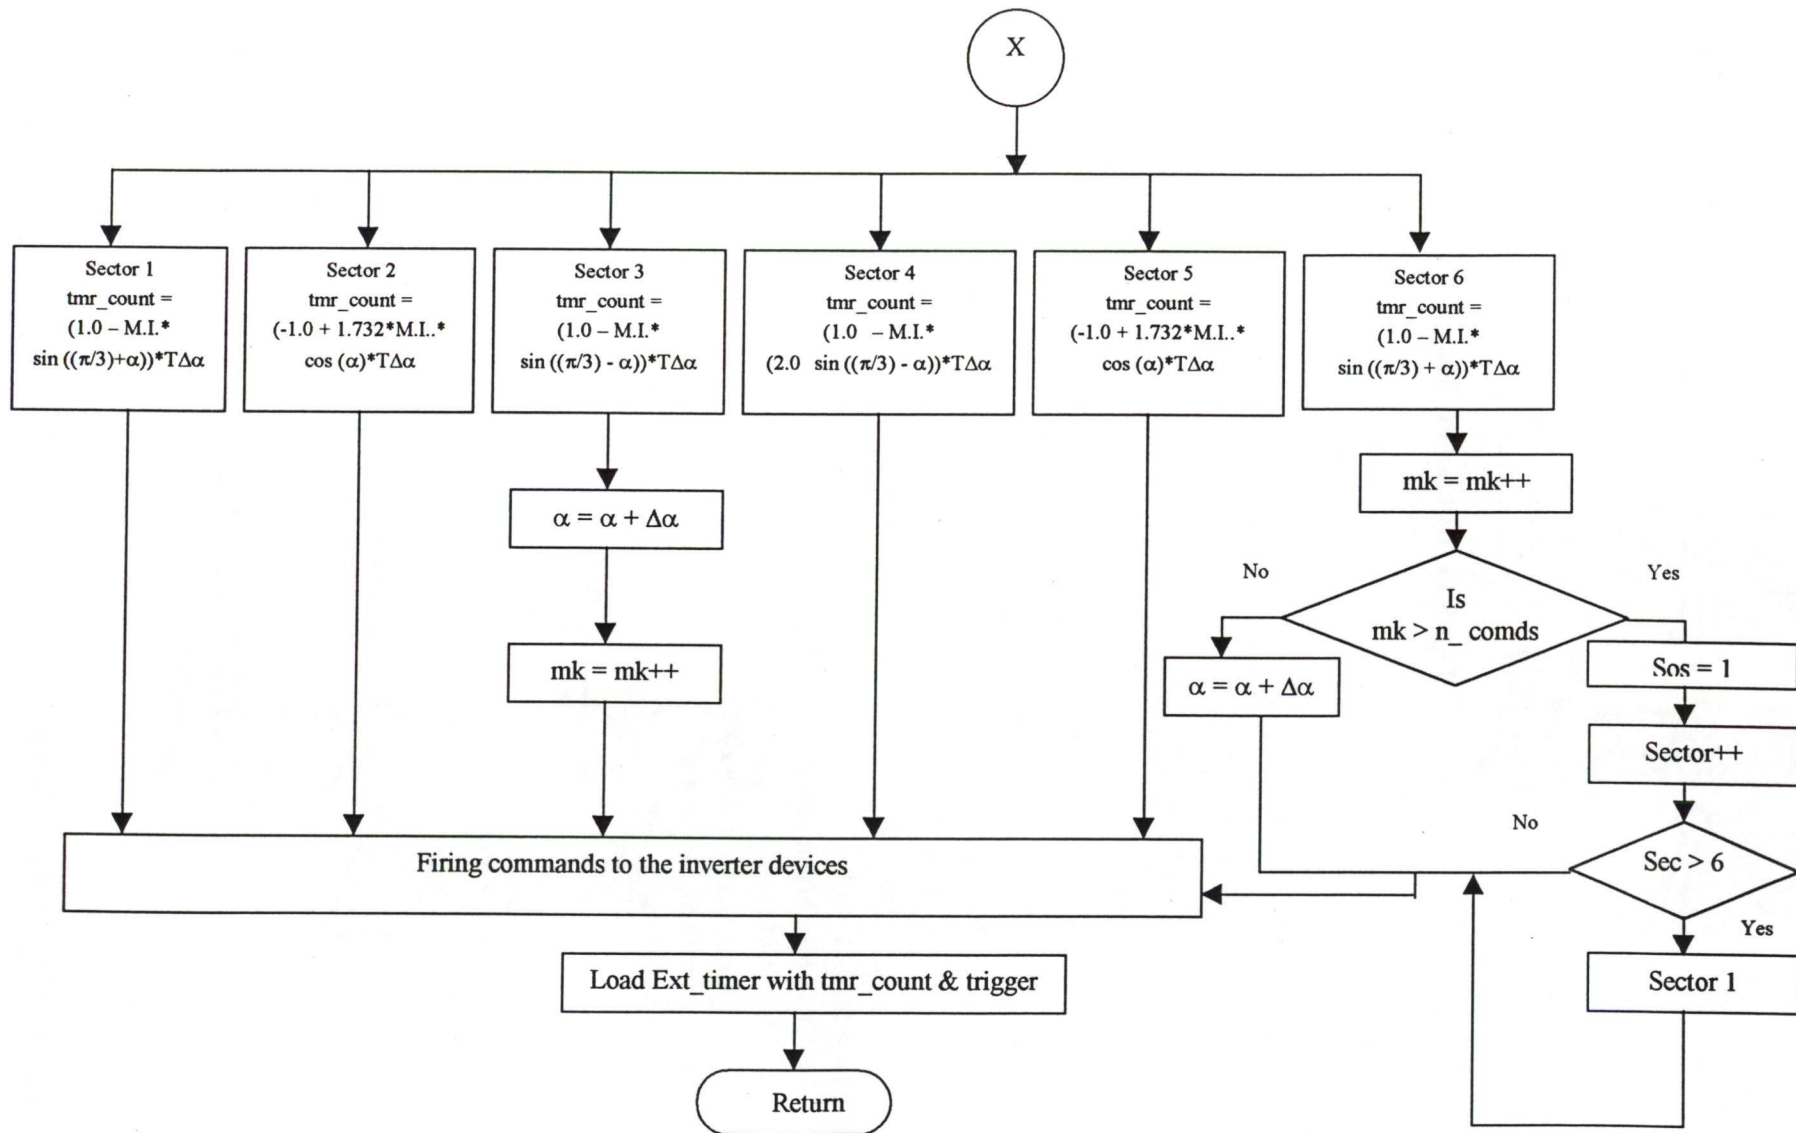 X
Sector 1
tmr_count =
(1.0 – M.I.*
sin ((π/3)+α))*TΔα
Sector 2
tmr_count =
(-1.0 + 1.732*M.I..*
cos (α)*TΔα
Sector 3
tmr_count =
(1.0 – M.I.*
sin ((π/3) - α))*TΔα
Sector 4
tmr_count =
(1.0 – M.I.*
(2.0 sin ((π/3) - α))*TΔα
Sector 5
tmr_count =
(-1.0 + 1.732*M.I..*
cos (α)*TΔα
Sector 6
tmr_count =
(1.0 – M.I.*
sin ((π/3) + α))*TΔα
α = α + Δα
mk = mk++
mk = mk++
No
Yes
Is
mk > n_ comds
α = α + Δα
Sos = 1
Sector++
No
Sec > 6
Yes
Sector 1
Firing commands to the inverter devices
Load Ext_timer with tmr_count & trigger
Return